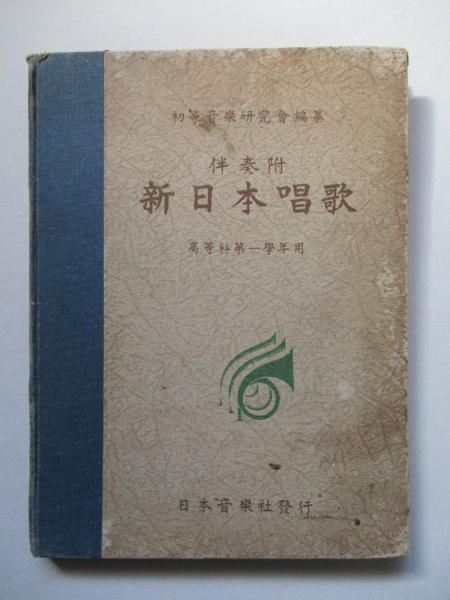 初等音樂研究會編纂
伴奏附
新日本唱歌
高等科第一學年用
日本音樂社發行